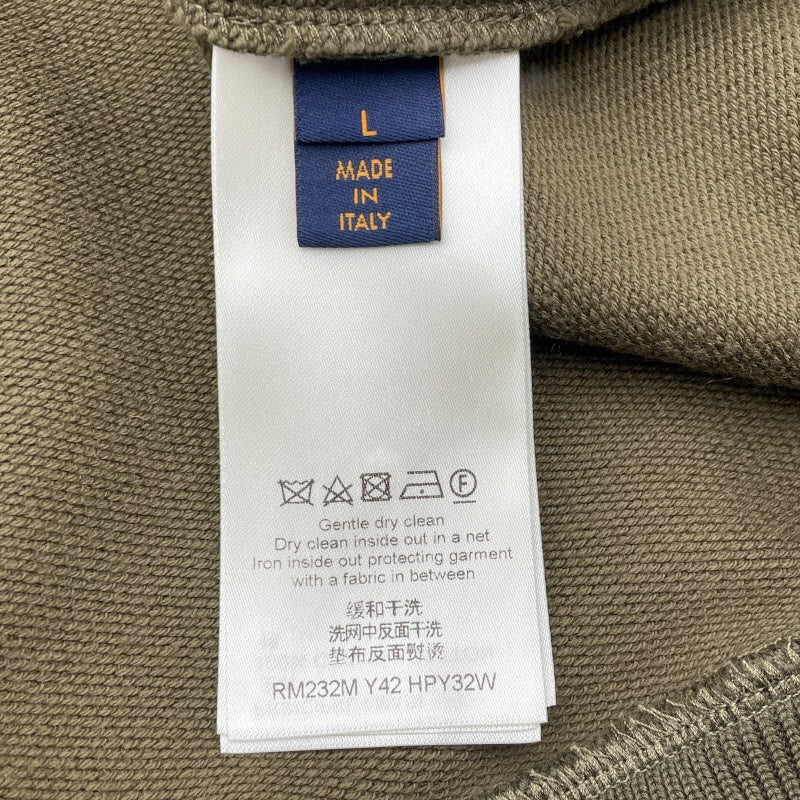 L
MADE
IN
ITALY
F
Gentle dry clean
Dry clean inside out in a net
Iron inside out protecting garment
with a fabric in between
缓和干洗
洗网中反面干洗
垫布反面熨烫
RM232M Y42 HPY32W